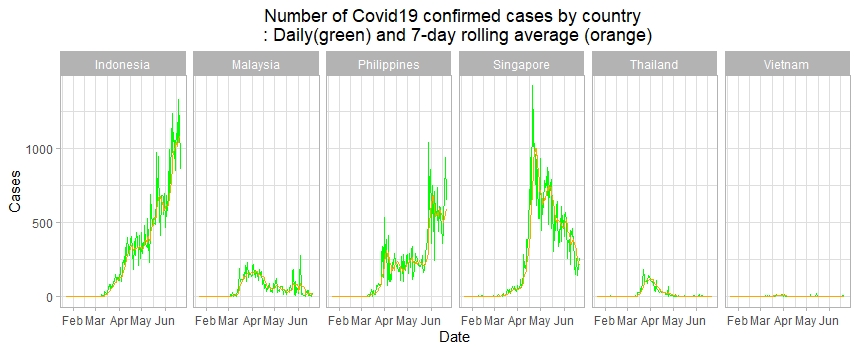 Number of Covid19 confirmed cases by country
: Daily(green) and 7-day rolling average (orange)
Indonesia Malaysia Philippines Singapore Thailand Vietnam
1000
500
0
Cases
Feb Mar Apr May Jun Feb Mar Apr May Jun Feb Mar Apr May Jun Feb Mar Apr May Jun Feb Mar Apr May Jun Feb Mar Apr May Jun
Date